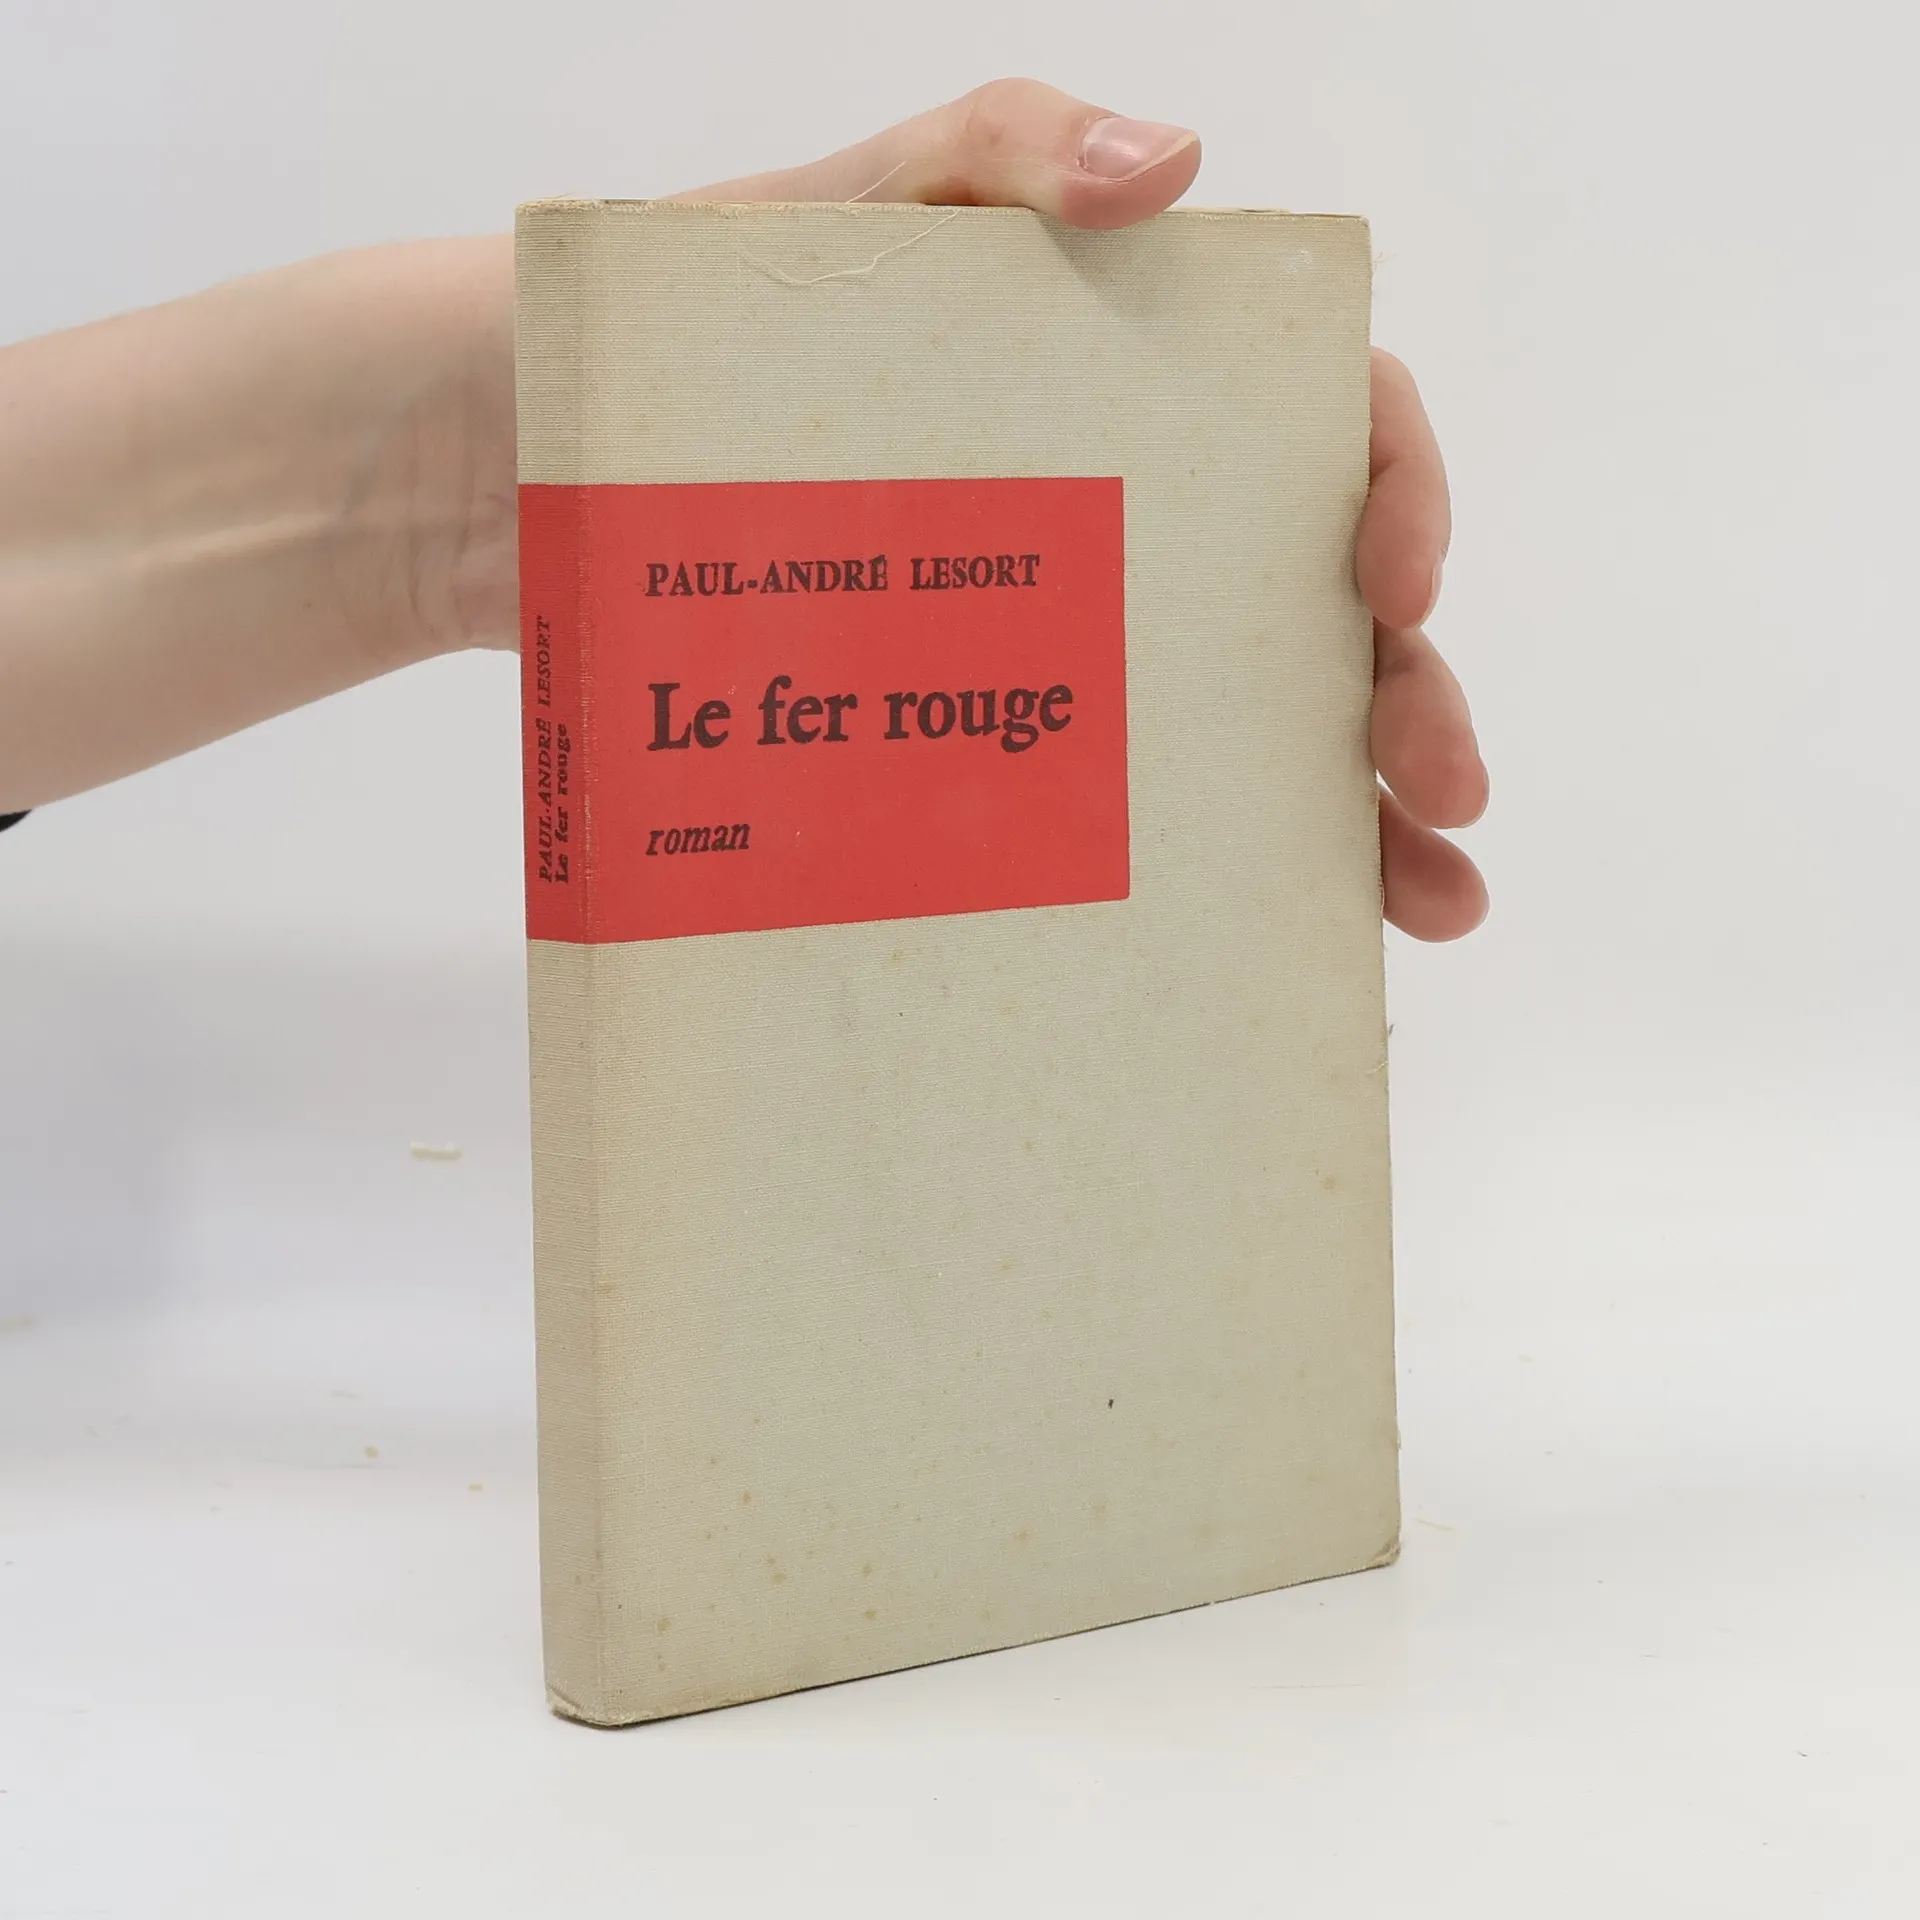 PAUL-ANDRÉ LESORT
Le fer rouge
roman
PAUL-ANDRÉ LESORT
Le fer rouge